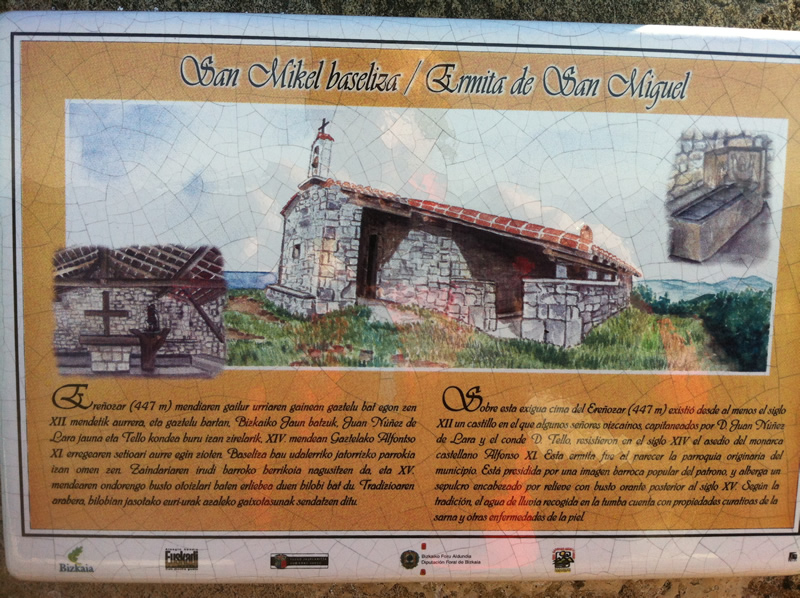 San Mikel baseliza / Ermita de San Miguel
Ereñozar (447 m) mendiaren gailur urriaren gainean gaztelu bat egon zen
XII. mendetik aurrera, eta gaztelu bartan, Bizkaiko Jaun batzuk, Juan Núñez de
Lara jauna eta Tello kondea buru izan zirelarik, XIV. mendean Gaztelako Alfontso
XI. erregearen setioari aurre egin zioten. Baseliza bau udalerriko jatorrizko parrokia
izan omen zen. Zaindariaren irudi barroko herrikoia nagusitzen da, eta XV.
mendearen ondorengo busto otoizlari baten erliebea duen bilobi bat du. Tradizioaren
arabera, bilobian jasotako euri-urak azaleko gaixotasunak sendatzen ditu.
Sobre esta exigua cima del Ereñozar (447 m) existió desde al menos el siglo
XII un castillo en el que algunos señores vizcainos, capitaneados por D. Juan Núñez
de Lara y el conde D. Tello, resistieron en el siglo XIV el asedio del monarca
castellano Alfonso XI. Esta ermita fue al parecer la parroquia originaria del
municipio. Está presidida por una imagen barroca popular del patrono, y alberga un
sepulcro encabezado por relieve con busto orante posterior al siglo XV. Según la
tradición, el agua de lluvia recogida en la tumba cuenta con propiedades curativas de la
sarna y otras enfermedades de la piel
Bizkaia
Euskadi
Bizkaiko Foru Aldundia
Diputación Foral de Bizkaia